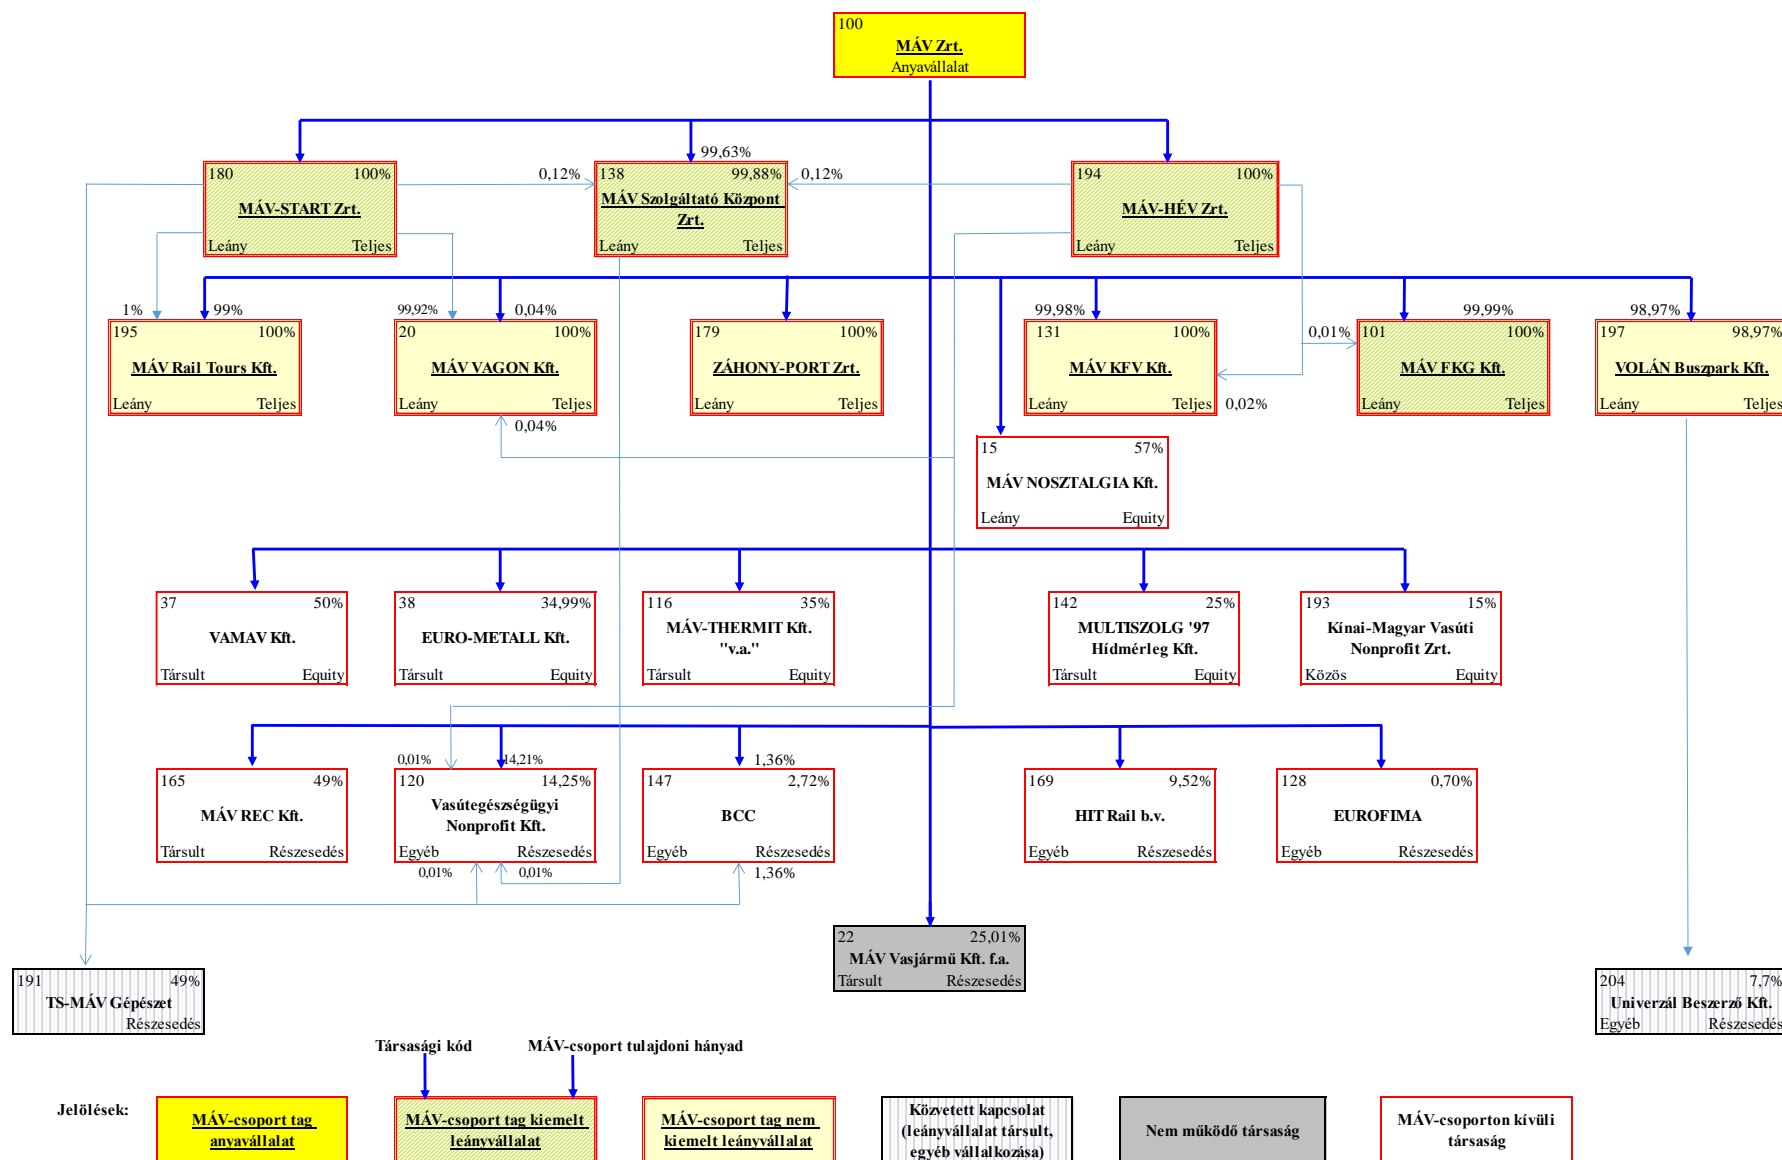 100
MÁV Zrt.
Anyavállalat
99,63%
180 100%
MÁV-START Zrt.
Leány Teljes
0,12%
138 99,88%
MÁV Szolgáltató Központ
Zrt.
Leány Teljes
0,12%
194 100%
MÁV-HÉV Zrt.
Leány Teljes
1% 99%
195 100%
MÁV Rail Tours Kft.
Leány Teljes
99,92% 0,04%
20 100%
MÁV VAGON Kft.
Leány Teljes
0,04%
179 100%
ZÁHONY-PORT Zrt.
Leány Teljes
99,98%
131 100%
MÁV KFV Kft.
Leány Teljes
0,02%
0,01%
99,99%
101 100%
MÁV FKG Kft.
Leány Teljes
98,97%
197 98,97%
VOLÁN Buszpark Kft.
Leány Teljes
15 57%
MÁV NOSZTALGIA Kft.
Leány Equity
37 50%
VAMAV Kft.
Társult Equity
38 34,99%
EURO-METALL Kft.
Társult Equity
116 35%
MÁV-THERMIT Kft.
"v.a."
Társult Equity
142 25%
MULTISZOLG '97
Hídmérleg Kft.
Társult Equity
193 15%
Kínai-Magyar Vasúti
Nonprofit Zrt.
Közös Equity
165 49%
MÁV REC Kft.
Társult Részesedés
0,01% 14,21%
120 14,25%
Vasútegészségügyi
Nonprofit Kft.
Egyéb Részesedés
0,01% 0,01%
1,36%
147 2,72%
BCC
Egyéb Részesedés
1,36%
169 9,52%
HIT Rail b.v.
Egyéb Részesedés
128 0,70%
EUROFIMA
Egyéb Részesedés
22 25,01%
MÁV Vasjármű Kft. f.a.
Társult Részesedés
191 49%
TS-MÁV Gépészet
Részesedés
204 7,7%
Univerzál Beszerző Kft.
Egyéb Részesedés
Társasági kód MÁV-csoport tulajdoni hányad
Jelölések:
MÁV-csoport tag
anyavállalat
MÁV-csoport tag kiemelt
leányvállalat
MÁV-csoport tag nem
kiemelt leányvállalat
Közvetett kapcsolat
(leányvállalat társult,
egyéb vállalkozása)
Nem működő társaság
MÁV-csoporton kívüli
társaság